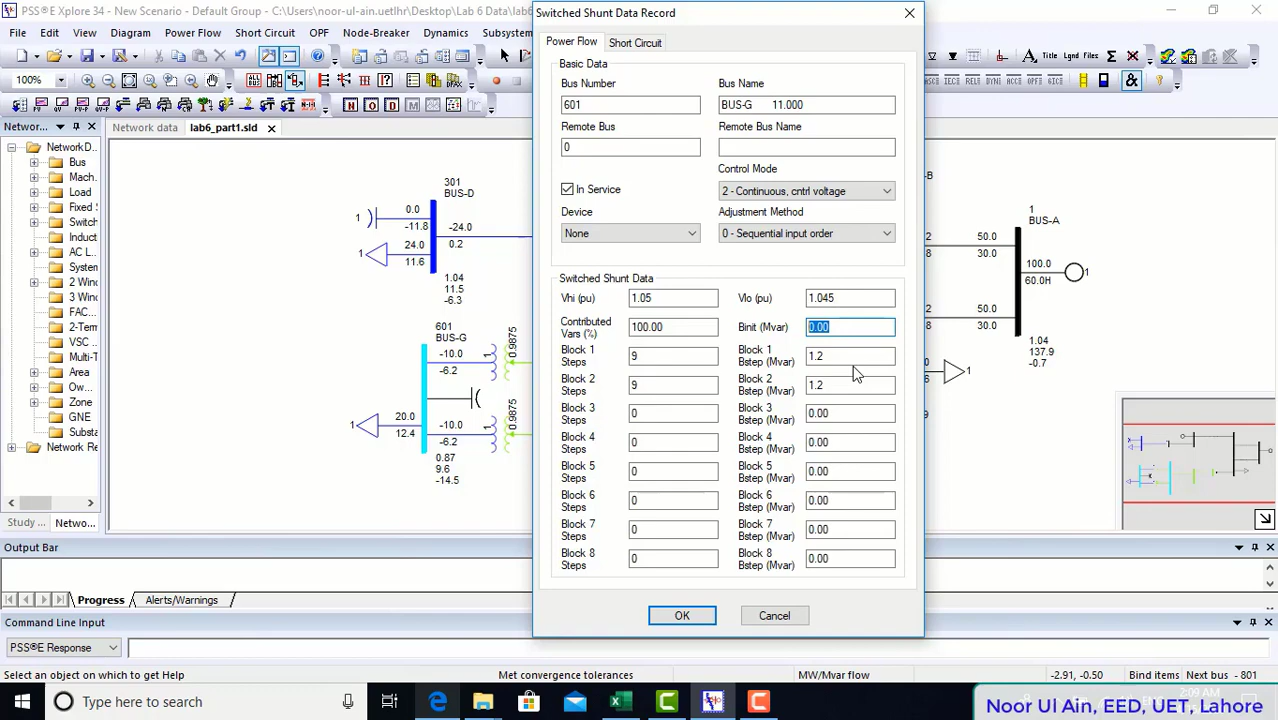 PSS®E Xplore 34 - New Scenario - Default Group - C:\Users\noor-ul-ain.uetlhr\Desktop\Lab 6 Data\lab6
File Edit View Diagram Power Flow Short Circuit OPF Node-Breaker Dynamics Subsystem
Title Links
100%
Network data lab6_part1.sld
Networ...
Network D...
Bus
Mach...
Load
Fixed S
Switch
Induct
AC L...
System
2 Wind
3 Wind
FAC...
2-Term
VSC ...
Multi-
Area
Ow...
Zone
GNE
Substa
Network Re
Study ... Netwo...
301
BUS-D
1 0.0
-11.8
-24.0
0.2
1 24.0
11.6
1.04
11.5
-6.3
601
BUS-G
-10.0
-6.2
1
0.9875
1 20.0
12.4
-10.0
-6.2
1
0.9875
0.87
9.6
-14.5
Switched Shunt Data Record
Power Flow Short Circuit
Basic Data
Bus Number Bus Name
601 BUS-G 11.000
Remote Bus Remote Bus Name
0
Control Mode
In Service 2 - Continuous, cntrl voltage
Device Adjustment Method
None 0 - Sequential input order
Switched Shunt Data
Vhi (pu) 1.05 Vlo (pu) 1.045
Contributed Vars (%) 100.00 Binit (Mvar) 0.00
Block 1 Steps 9 Block 1 Bstep (Mvar) 1.2
Block 2 Steps 9 Block 2 Bstep (Mvar) 1.2
Block 3 Steps 0 Block 3 Bstep (Mvar) 0.00
Block 4 Steps 0 Block 4 Bstep (Mvar) 0.00
Block 5 Steps 0 Block 5 Bstep (Mvar) 0.00
Block 6 Steps 0 Block 6 Bstep (Mvar) 0.00
Block 7 Steps 0 Block 7 Bstep (Mvar) 0.00
Block 8 Steps 0 Block 8 Bstep (Mvar) 0.00
OK Cancel
1
BUS-A
50.0
30.0
100.0
60.0H
1
50.0
30.0
1.04
137.9
-0.7
1
Output Bar
Progress Alerts/Warnings
Command Line Input
PSS®E Response
Select an object on which to get Help Met convergence tolerances MW/Mvar flow -2.91, -0.50 Bind items Next bus - 801
Type here to search
2:09 AM
Noor Ul Ain, EED, UET, Lahore